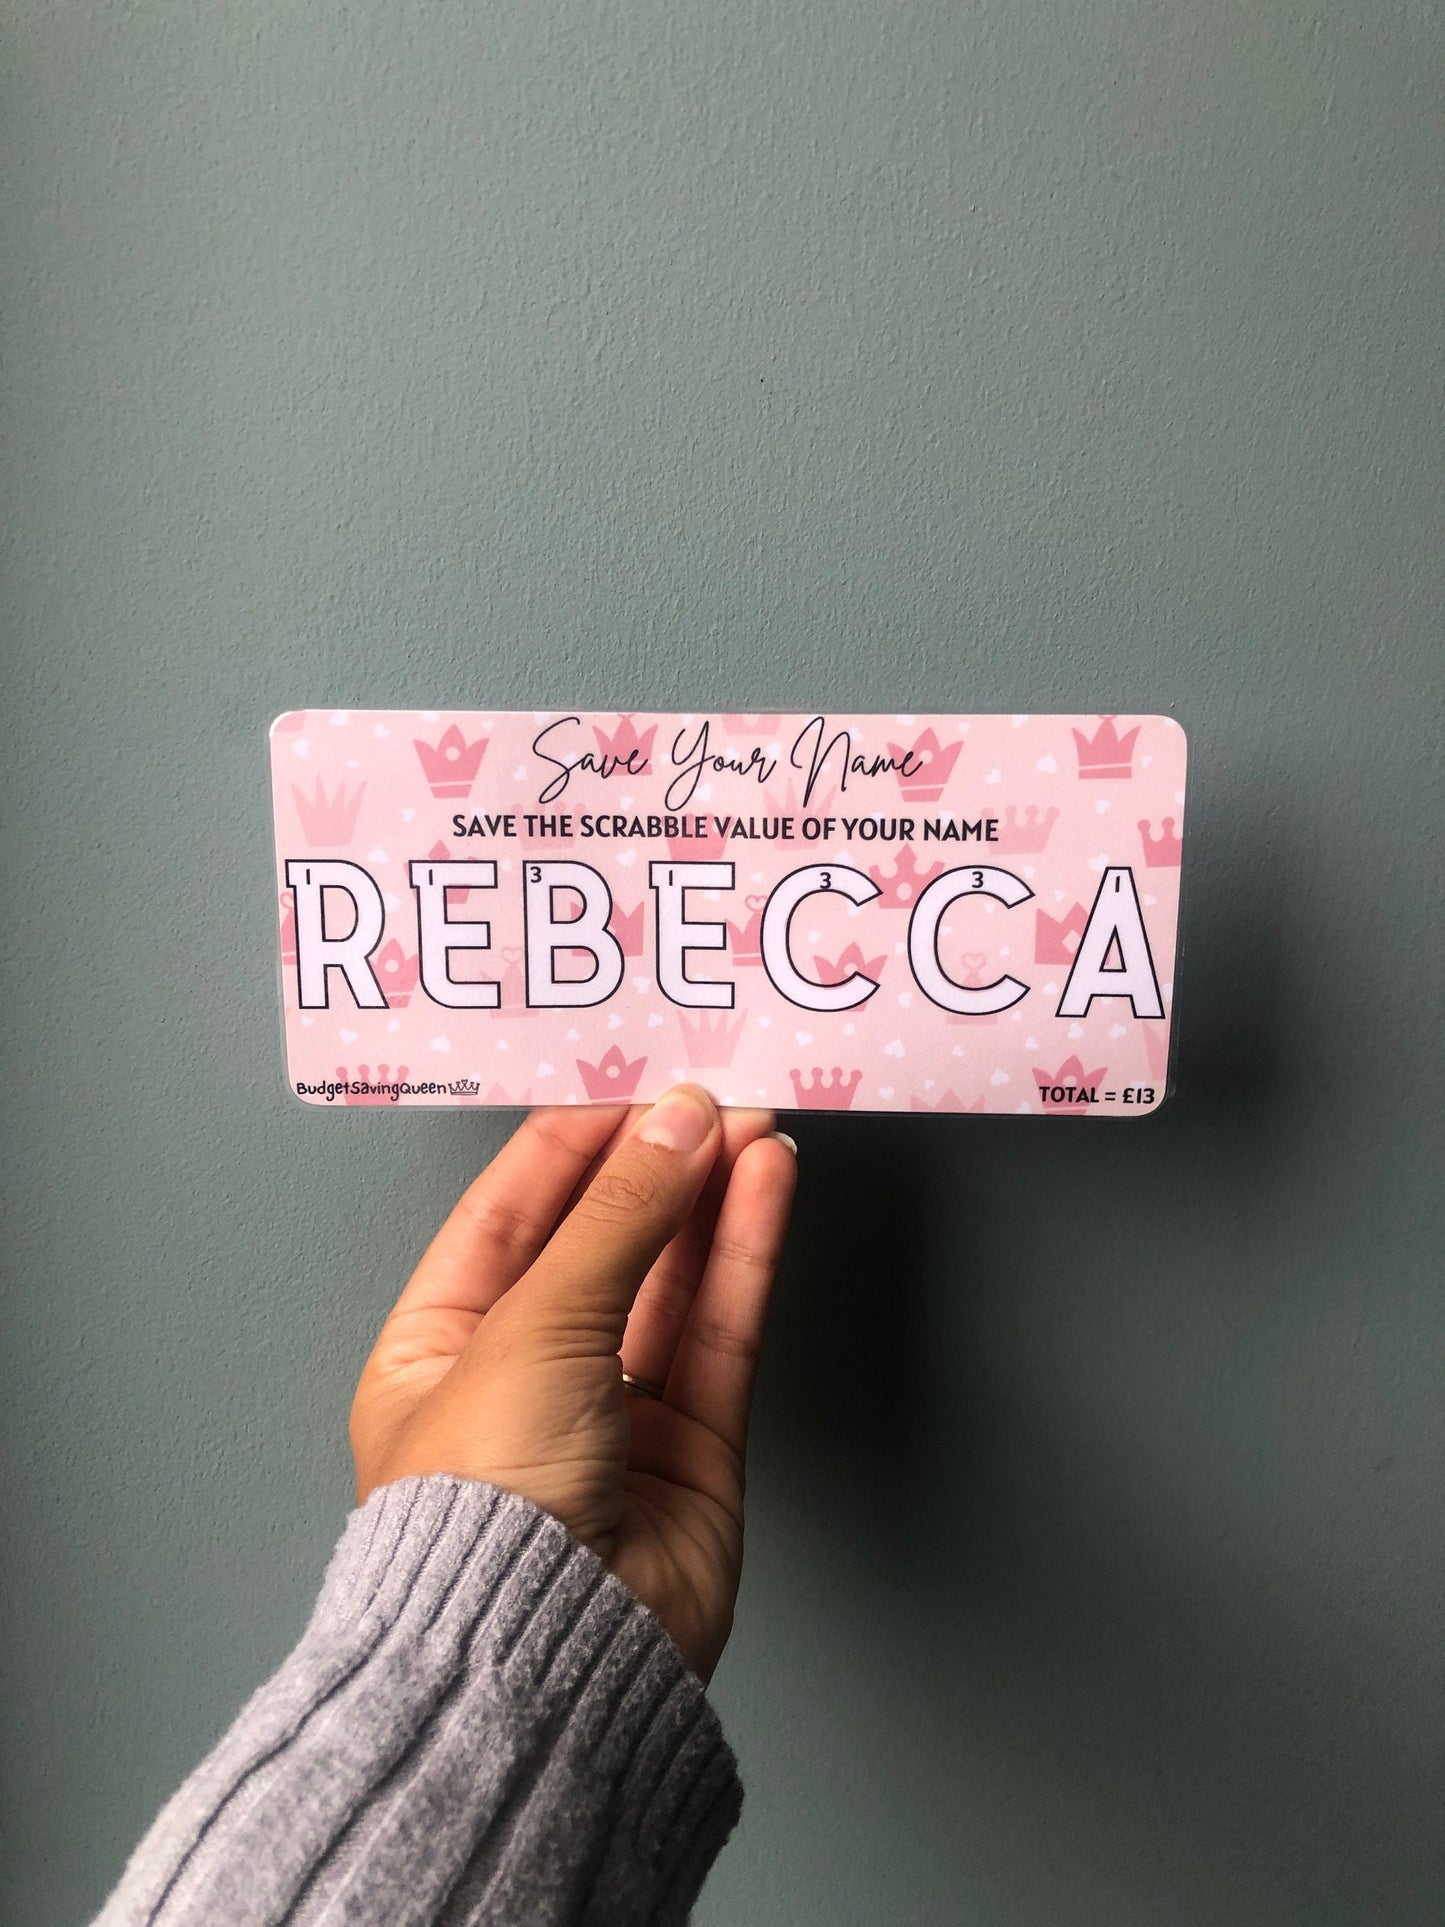 Save Your Name
SAVE THE SCRABBLE VALUE OF YOUR NAME
1 1 3 1 3 3 1
REBECCA
BudgetSavingQueen
TOTAL = £13